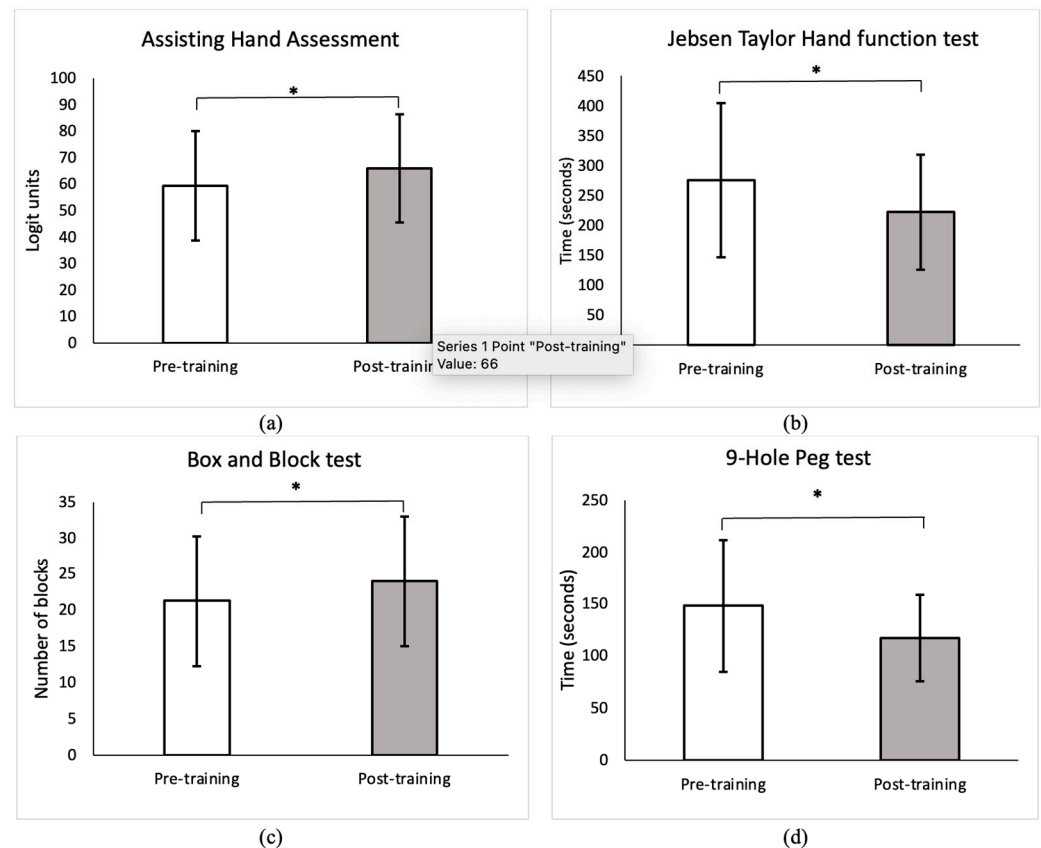 Assisting Hand Assessment
*
100
90
80
70
60
50
40
30
20
10
0
Logit units
Pre-training
Post-trainin
Series 1 Point "Post-training"
Value: 66
(a)
Jebsen Taylor Hand function test
*
450
400
350
300
250
200
150
100
50
Time (seconds)
Pre-training
Post-training
(b)
Box and Block test
*
35
30
25
20
15
10
5
0
Number of blocks
Pre-training
Post-training
(c)
9-Hole Peg test
*
250
200
150
100
50
0
Time (seconds)
Pre-training
Post-training
(d)